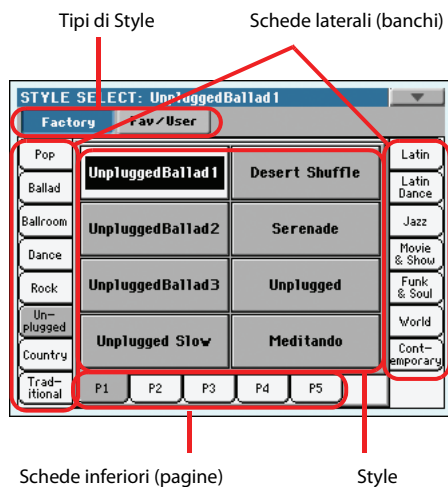 Tipi di Style
Schede laterali (banchi)
STYLE SELECT: UnpluggedBallad1
Factory
Fav/User
Pop
Ballad
Ballroom
Dance
Rock
Un-
plugged
Country
Trad-
itional
UnpluggedBallad1
Desert Shuffle
UnpluggedBallad2
Serenade
UnpluggedBallad3
Unplugged
Unplugged Slow
Meditando
Latin
Latin
Dance
Jazz
Movie
& Show
Funk
& Soul
World
Cont-
emporary
P1
P2
P3
P4
P5
Schede inferiori (pagine)
Style